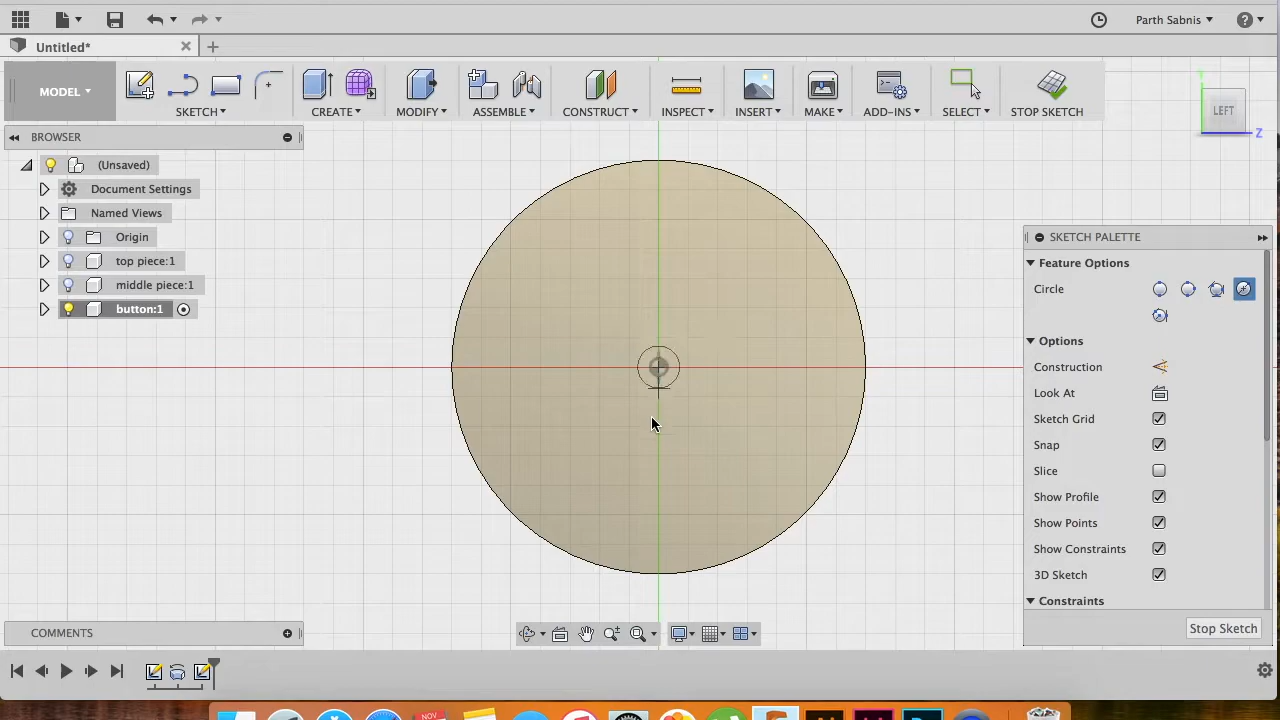 Parth Sabnis
Untitled*
MODEL
SKETCH
CREATE
MODIFY
ASSEMBLE
CONSTRUCT
INSPECT
INSERT
MAKE
ADD-INS
SELECT
STOP SKETCH
LEFT
Z
BROWSER
(Unsaved)
Document Settings
Named Views
Origin
top piece:1
middle piece:1
button:1
SKETCH PALETTE
Feature Options
Circle
Options
Construction
Look At
Sketch Grid
Snap
Slice
Show Profile
Show Points
Show Constraints
3D Sketch
Constraints
Stop Sketch
COMMENTS
NOV